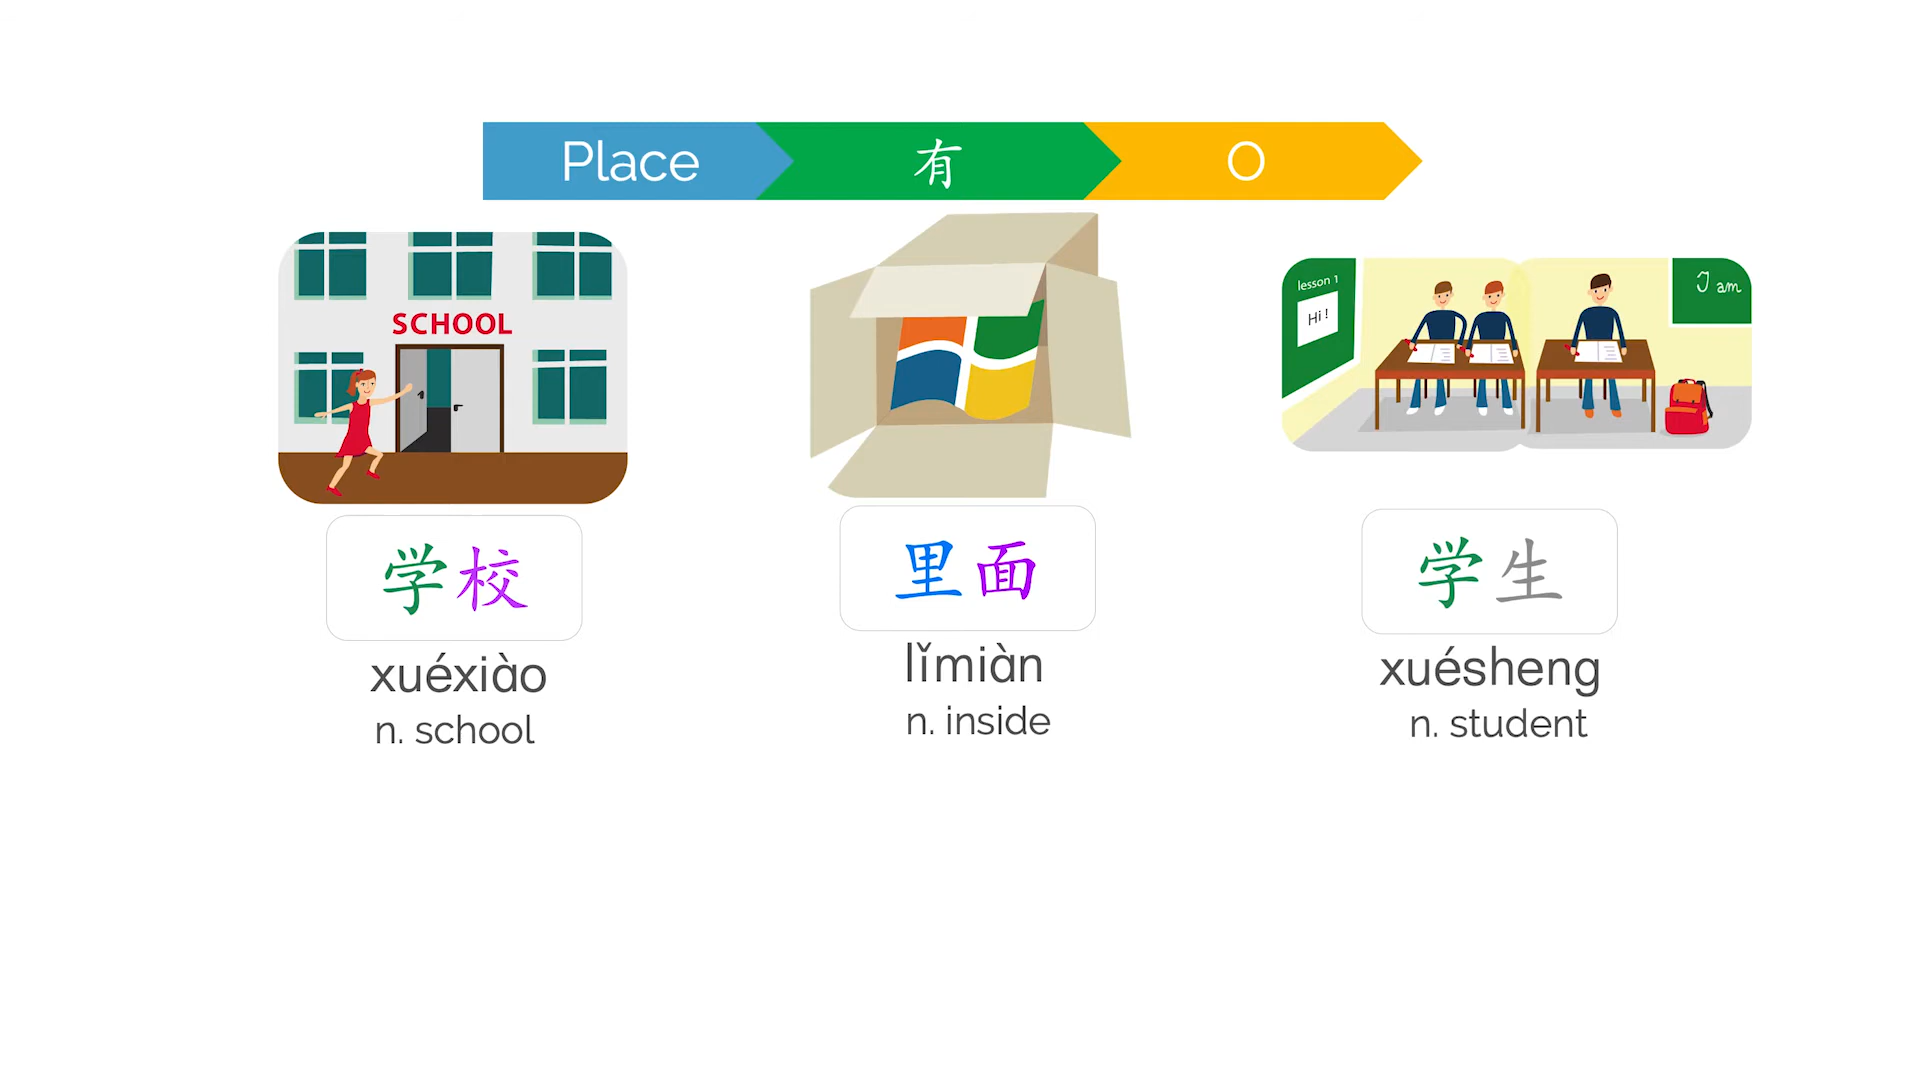 Place 有 O
SCHOOL
lesson 1
Hi !
I am
学校
里面
学生
xuéxiào
lǐmiàn
xuésheng
n. school
n. inside
n. student